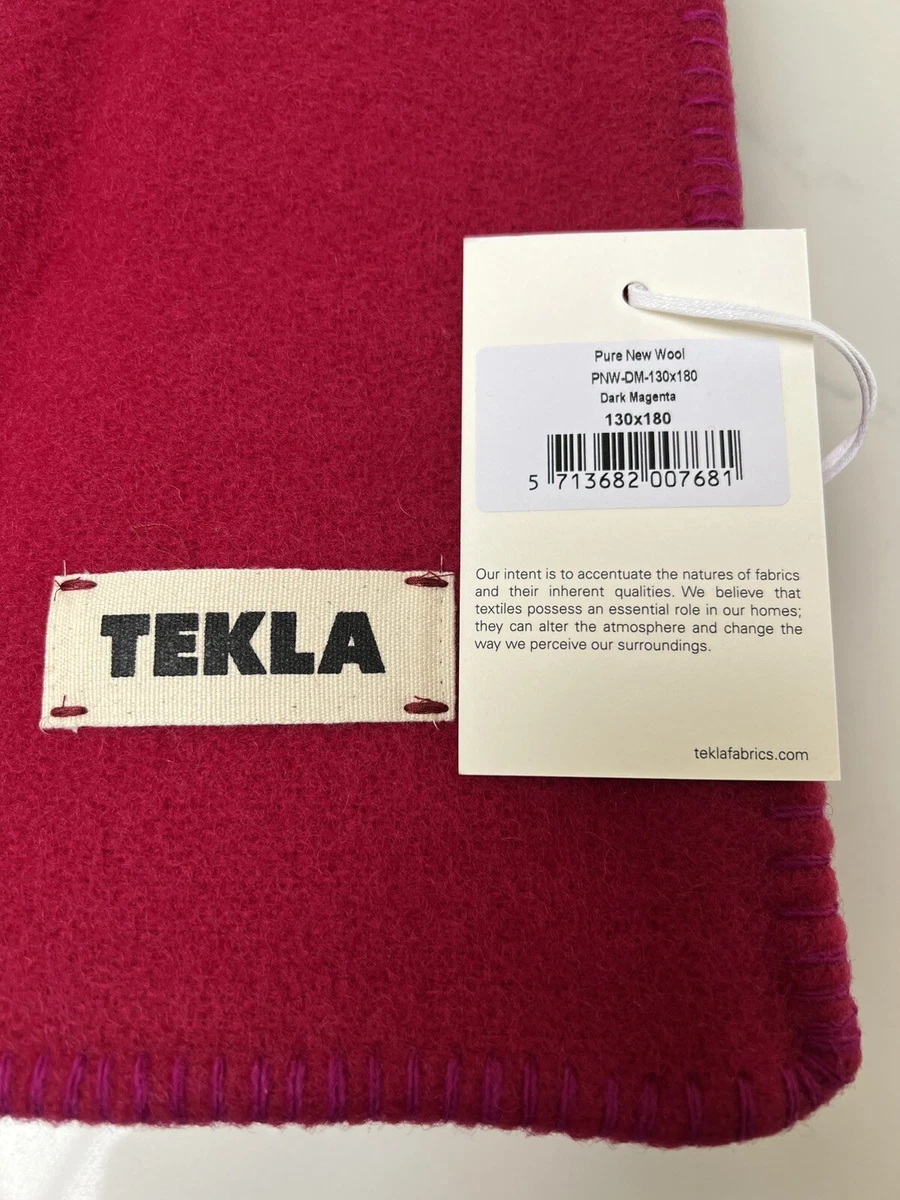 Pure New Wool
PNW-DM-130x180
Dark Magenta
130x180
5 713682 007681
Our intent is to accentuate the natures of fabrics
and their inherent qualities. We believe that
textiles possess an essential role in our homes;
they can alter the atmosphere and change the
way we perceive our surroundings.
teklafabrics.com
TEKLA